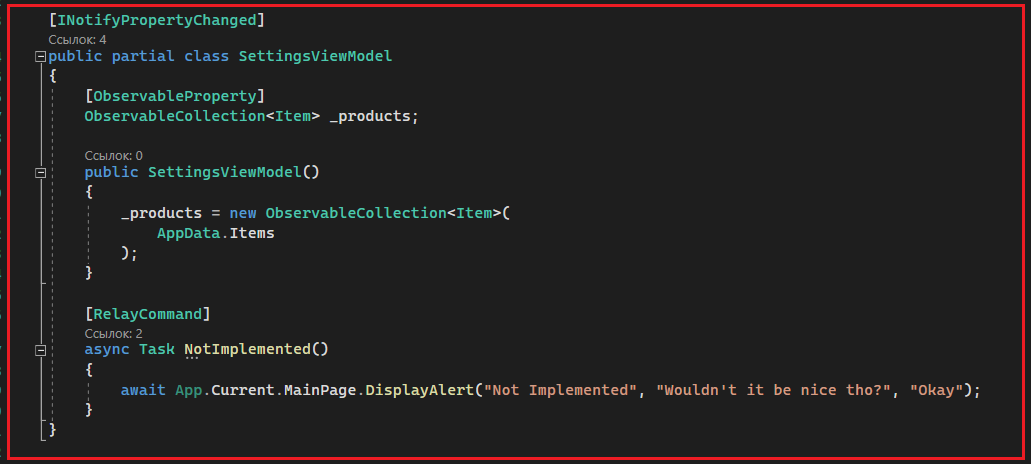 [INotifyPropertyChanged]
Ссылок: 4
public partial class SettingsViewModel
{
[ObservableProperty]
ObservableCollection<Item> _products;
Ссылок: 0
public SettingsViewModel()
{
_products = new ObservableCollection<Item>(
AppData.Items
);
}
[RelayCommand]
Ссылок: 2
async Task NotImplemented()
{
await App.Current.MainPage.DisplayAlert("Not Implemented", "Wouldn't it be nice tho?", "Okay");
}
}